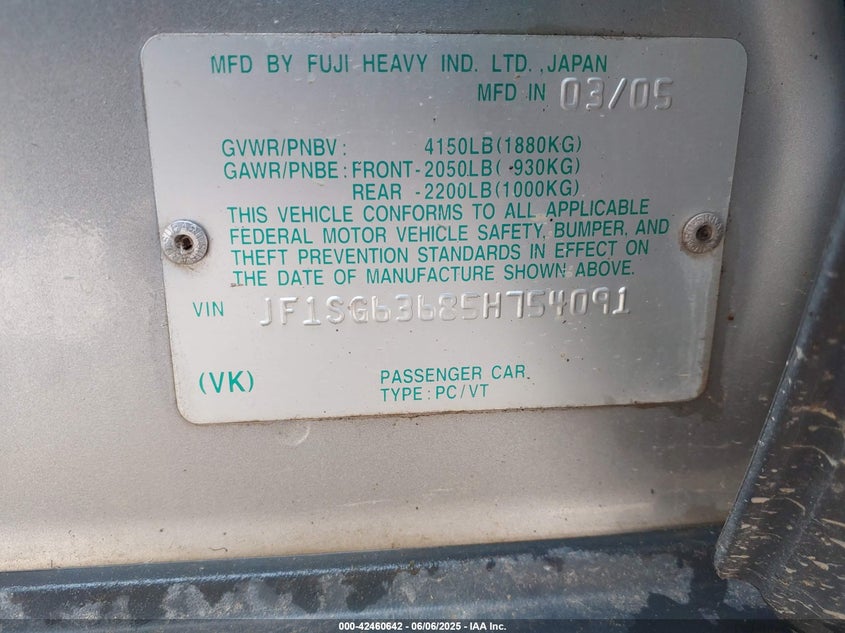 MFD BY FUJI HEAVY IND. LTD., JAPAN
MFD IN 03/05
GVWR/PNBV: 4150LB(1880KG)
GAWR/PNBE: FRONT-2050LB( 930KG)
REAR -2200LB(1000KG)
THIS VEHICLE CONFORMS TO ALL APPLICABLE
FEDERAL MOTOR VEHICLE SAFETY, BUMPER, AND
THEFT PREVENTION STANDARDS IN EFFECT ON
THE DATE OF MANUFACTURE SHOWN ABOVE.
VIN JF1SG63685H754091
(VK) PASSENGER CAR
TYPE: PC/VT
000-42460642 - 06/06/2025 - IAA Inc.